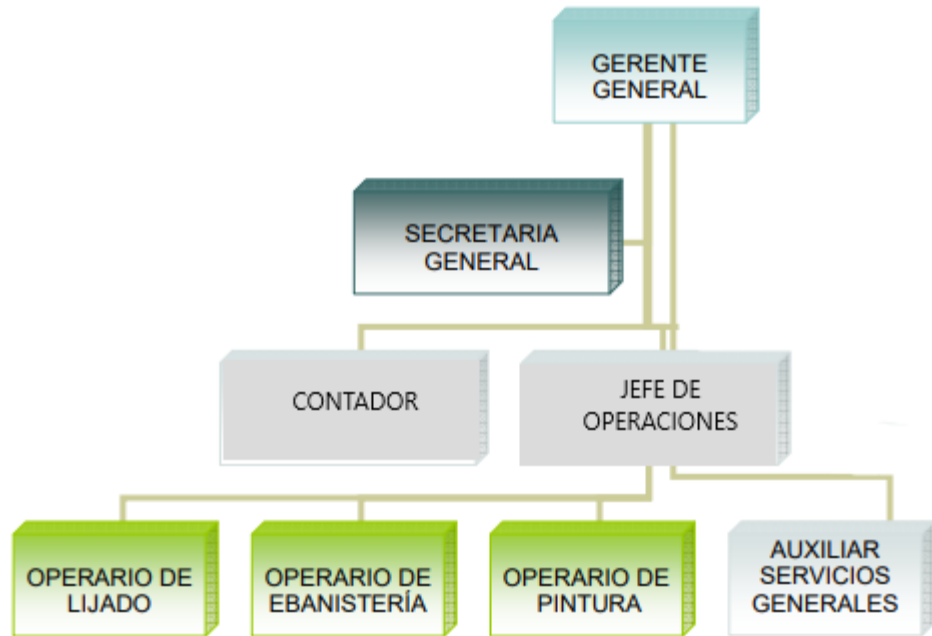 GERENTE
GENERAL
SECRETARIA
GENERAL
CONTADOR
JEFE DE
OPERACIONES
OPERARIO DE
LIJADO
OPERARIO DE
EBANISTERÍA
OPERARIO DE
PINTURA
AUXILIAR
SERVICIOS
GENERALES